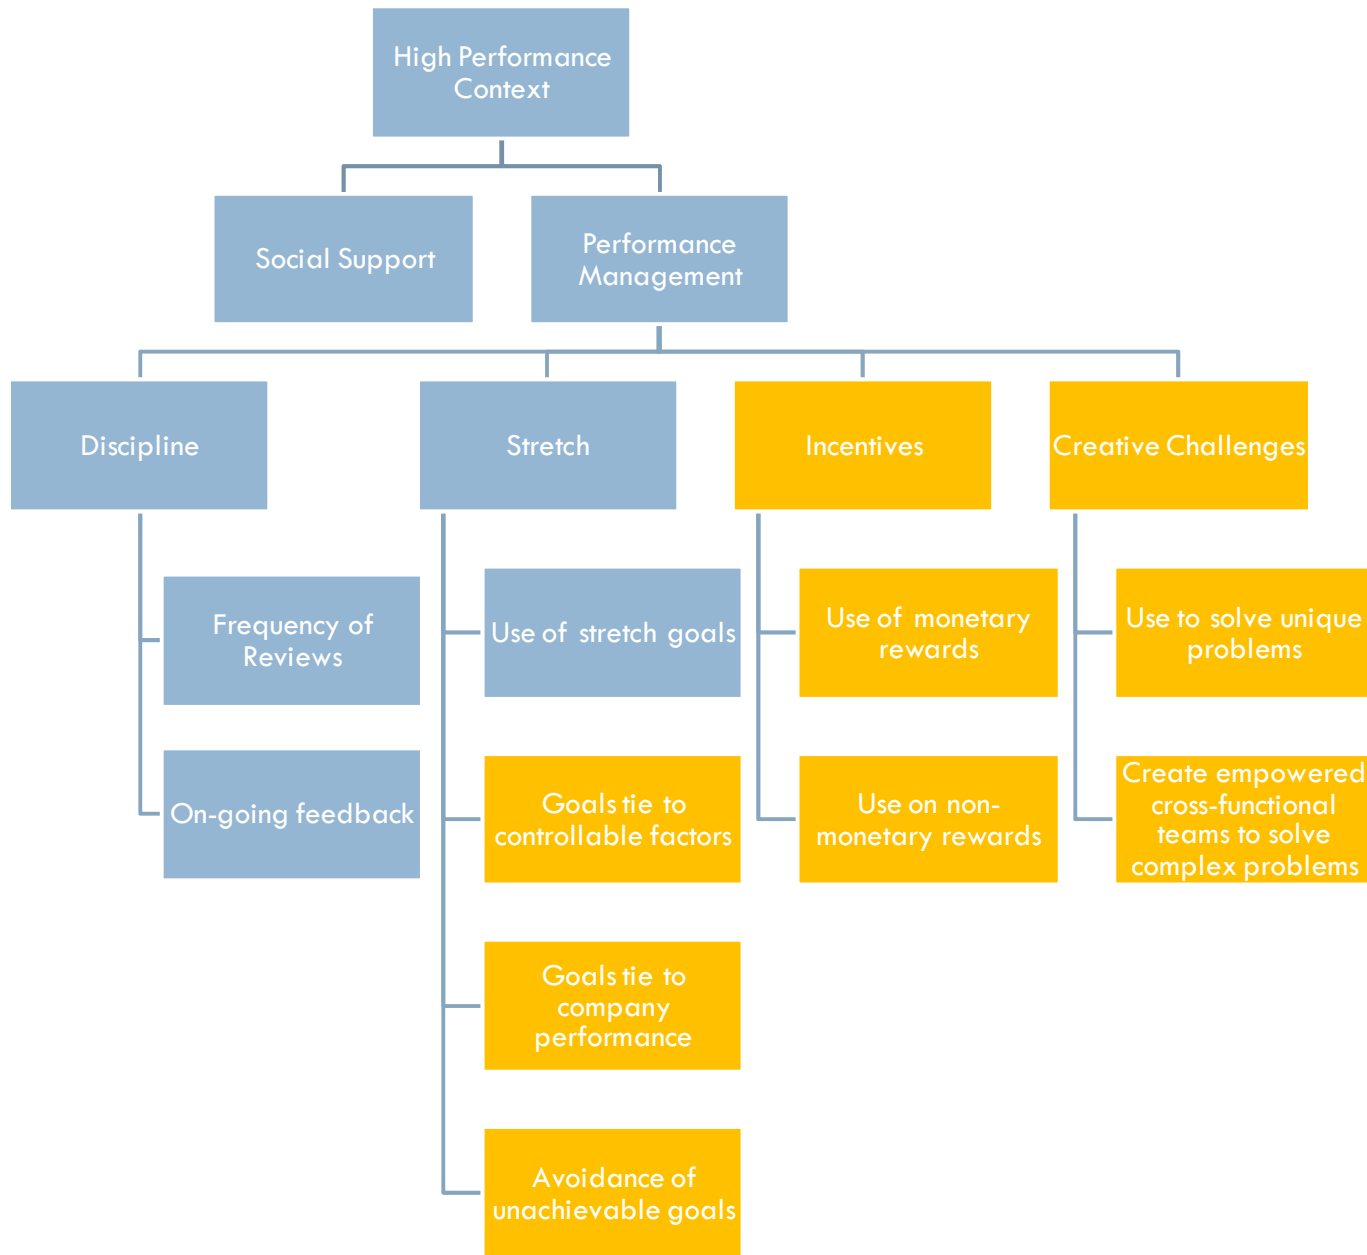 High Performance
Context
Social Support
Performance
Management
Discipline
Stretch
Incentives
Creative Challenges
Frequency of
Reviews
On-going feedback
Use of stretch goals
Goals tie to
controllable factors
Goals tie to
company
performance
Avoidance of
unachievable goals
Use of monetary
rewards
Use on non-
monetary rewards
Use to solve unique
problems
Create empowered
cross-functional
teams to solve
complex problems